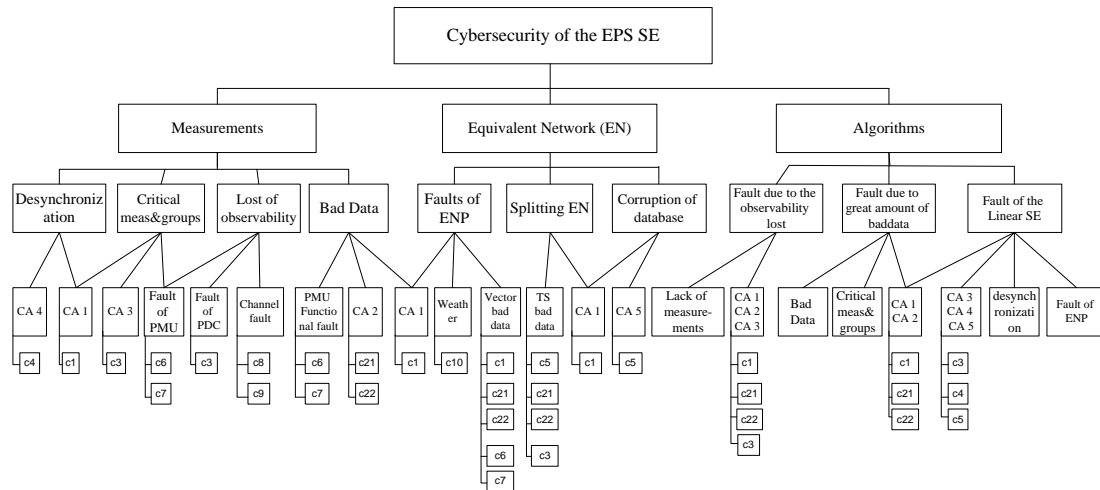 Cybersecurity of the EPS SE
Measurements
Equivalent Network (EN)
Algorithms
Desynchroniz
ation
Critical
meas&groups
Lost of
observability
Bad Data
Faults of
ENP
Splitting EN
Corruption of
database
Fault due to the
observability
lost
Fault due to
great amount of
baddata
Fault of the
Linear SE
CA 4
CA 1
CA 3
Fault
of
PMU
Fault
of
PDC
Channel
fault
PMU
Functional
fault
CA 2
CA 1
Weath
er
Vector
bad
data
TS
bad
data
CA 1
CA 5
Lack of
measure-
ments
CA 1
CA 2
CA 3
Bad
Data
Critical
meas&
groups
CA 1
CA 2
CA 3
CA 4
CA 5
desync
hronizati
on
Fault of
ENP
c4
c1
c3
c6
c7
c3
c8
c9
c6
c7
c21
c22
c1
c10
c1
c21
c22
c6
c7
c5
c21
c22
c3
c1
c5
c1
c21
c22
c3
c1
c21
c22
c3
c4
c5